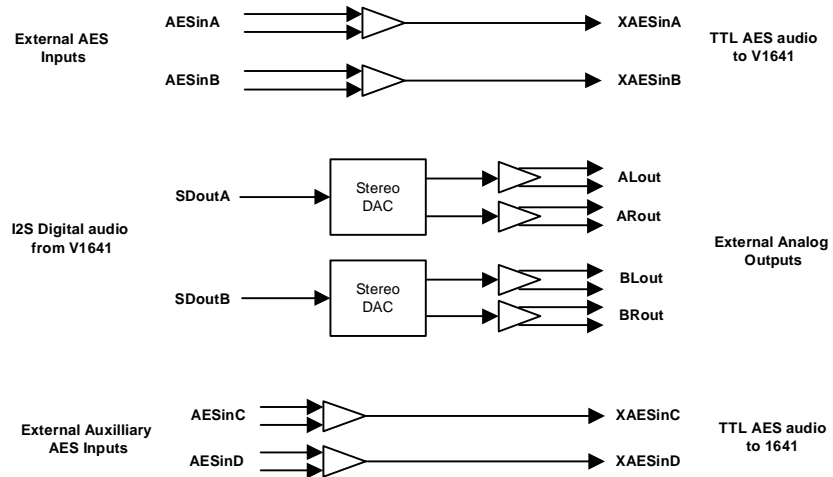 AESinA
XAESinA
External AES
Inputs
TTL AES audio
to V1641
AESinB
XAESinB
SDoutA
Stereo
DAC
ALout
ARout
I2S Digital audio
from V1641
External Analog
Outputs
SDoutB
Stereo
DAC
BLout
BRout
AESinC
XAESinC
External Auxilliary
AES Inputs
TTL AES audio
to 1641
AESinD
XAESinD